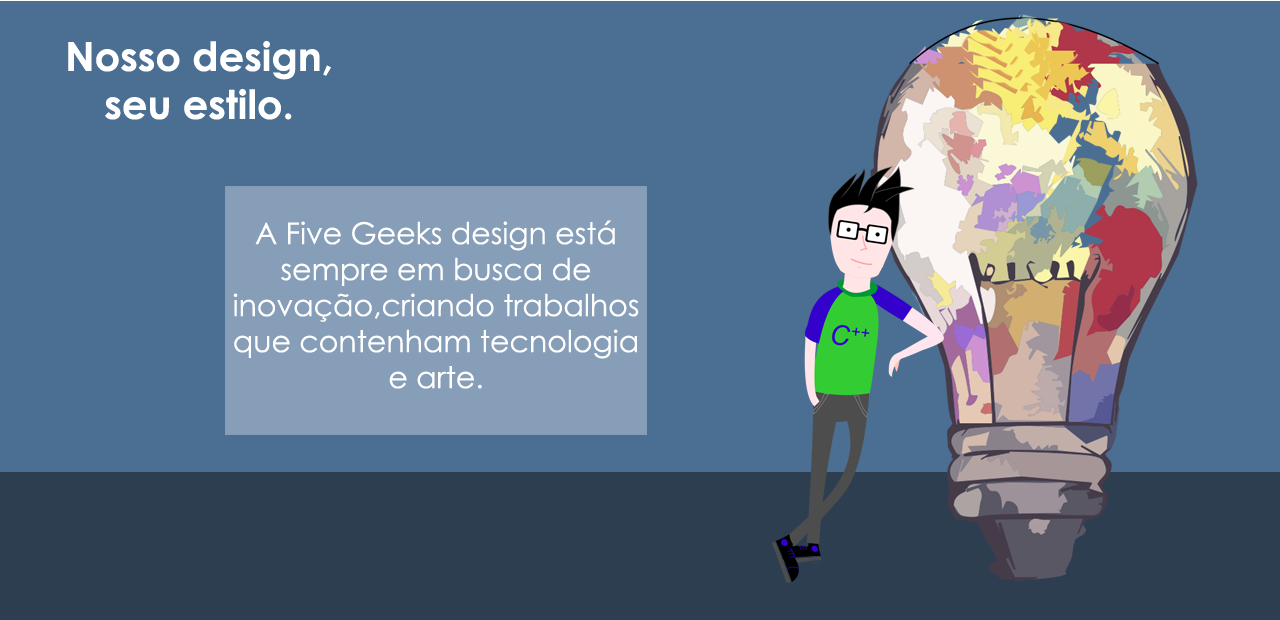 Nosso design,
seu estilo.
A Five Geeks design está
sempre em busca de
inovação,criando trabalhos
que contenham tecnologia
e arte.
C++